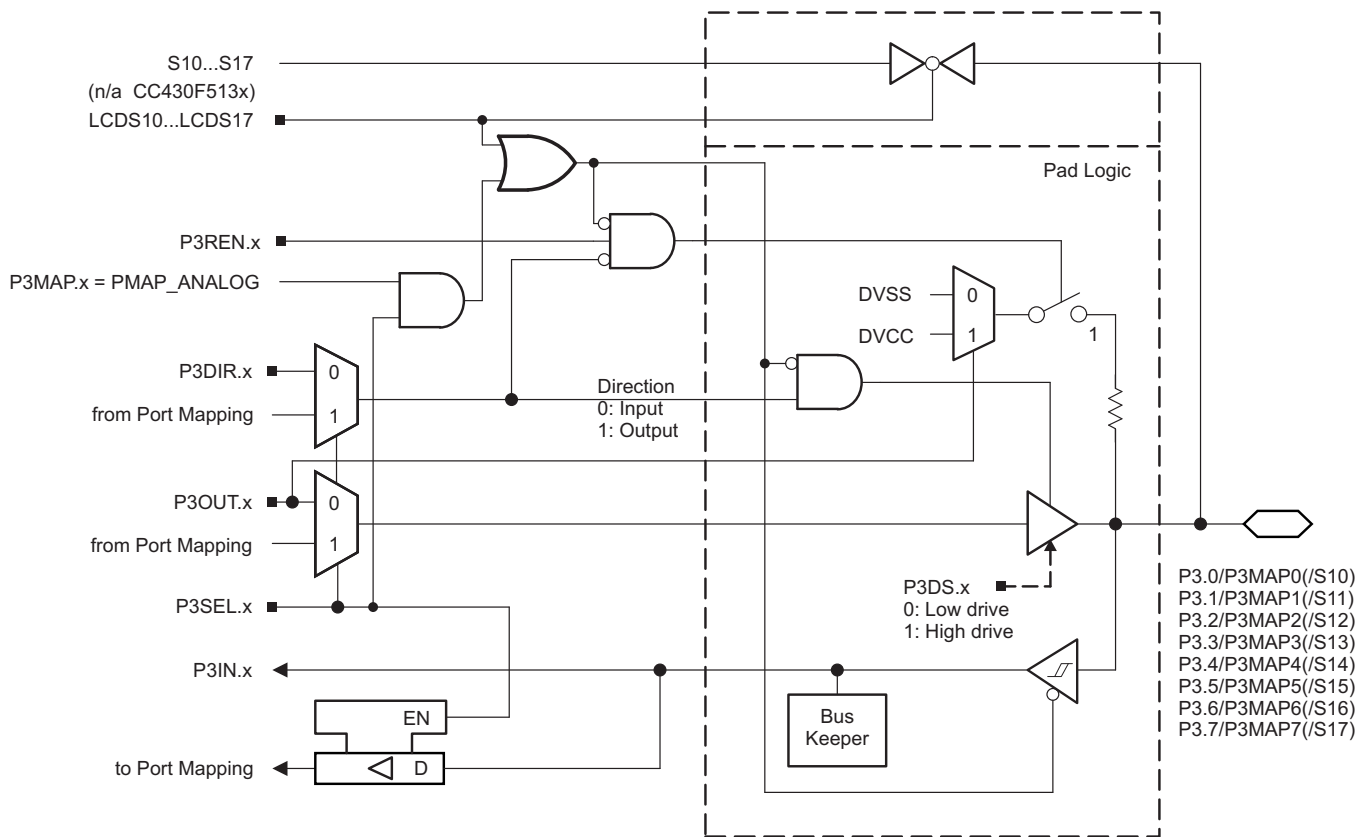 S10...S17
(n/a CC430F513x)
LCDS10...LCDS17
Pad Logic
P3REN.x
P3MAP.x = PMAP_ANALOG
DVSS
0
DVCC
1
1
P3DIR.x
0
from Port Mapping
1
Direction
0: Input
1: Output
P3OUT.x
0
from Port Mapping
1
P3SEL.x
P3DS.x
0: Low drive
1: High drive
P3.0/P3MAP0(/S10)
P3.1/P3MAP1(/S11)
P3.2/P3MAP2(/S12)
P3.3/P3MAP3(/S13)
P3.4/P3MAP4(/S14)
P3.5/P3MAP5(/S15)
P3.6/P3MAP6(/S16)
P3.7/P3MAP7(/S17)
P3IN.x
EN
Bus
Keeper
to Port Mapping
D